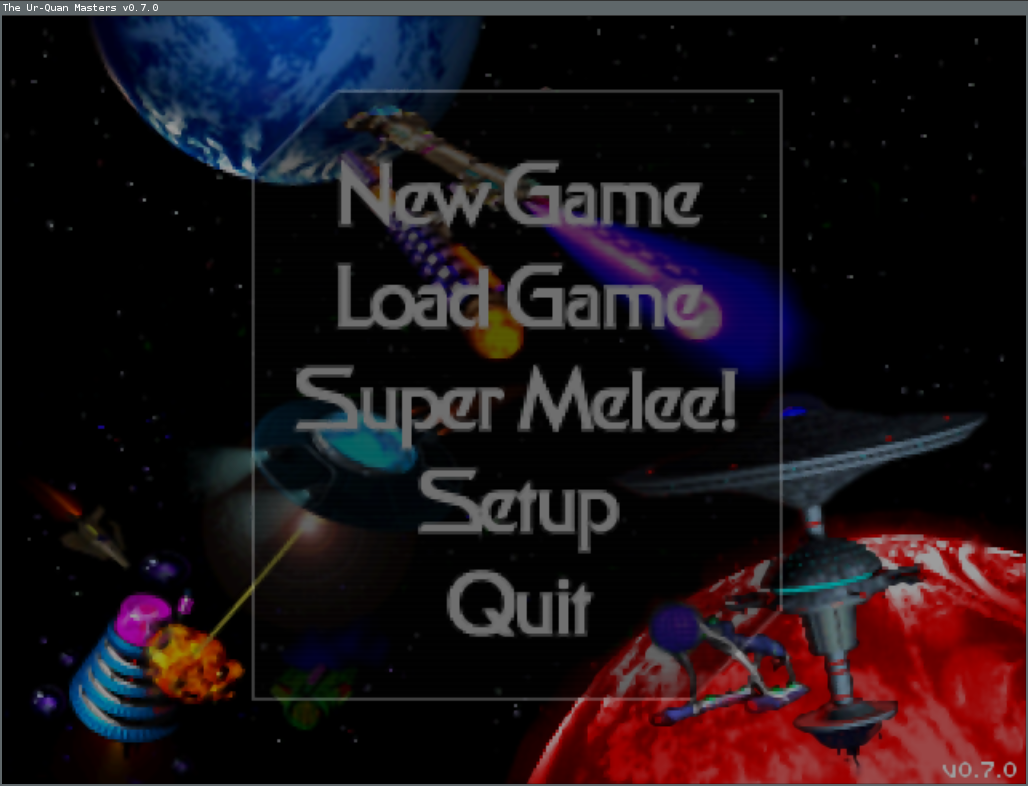 The Ur-Quan Masters v0.7.0
New Game
Load Game
Super Melee!
Setup
Quit
v0.7.0